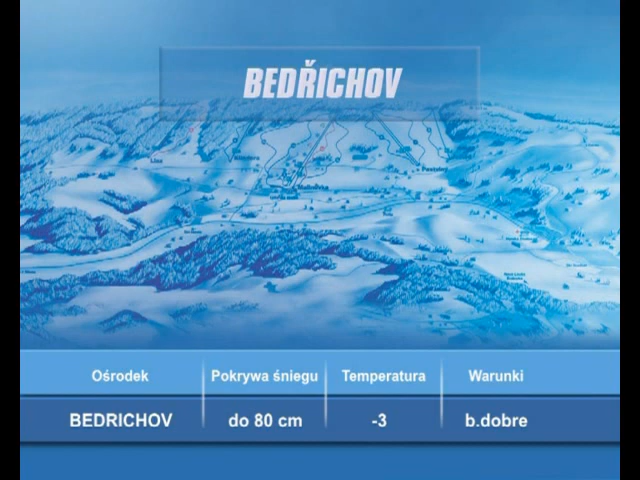 BEDŘICHOV
Ośrodek Pokrywa śniegu Temperatura Warunki
BEDRICHOV do 80 cm -3 b.dobre